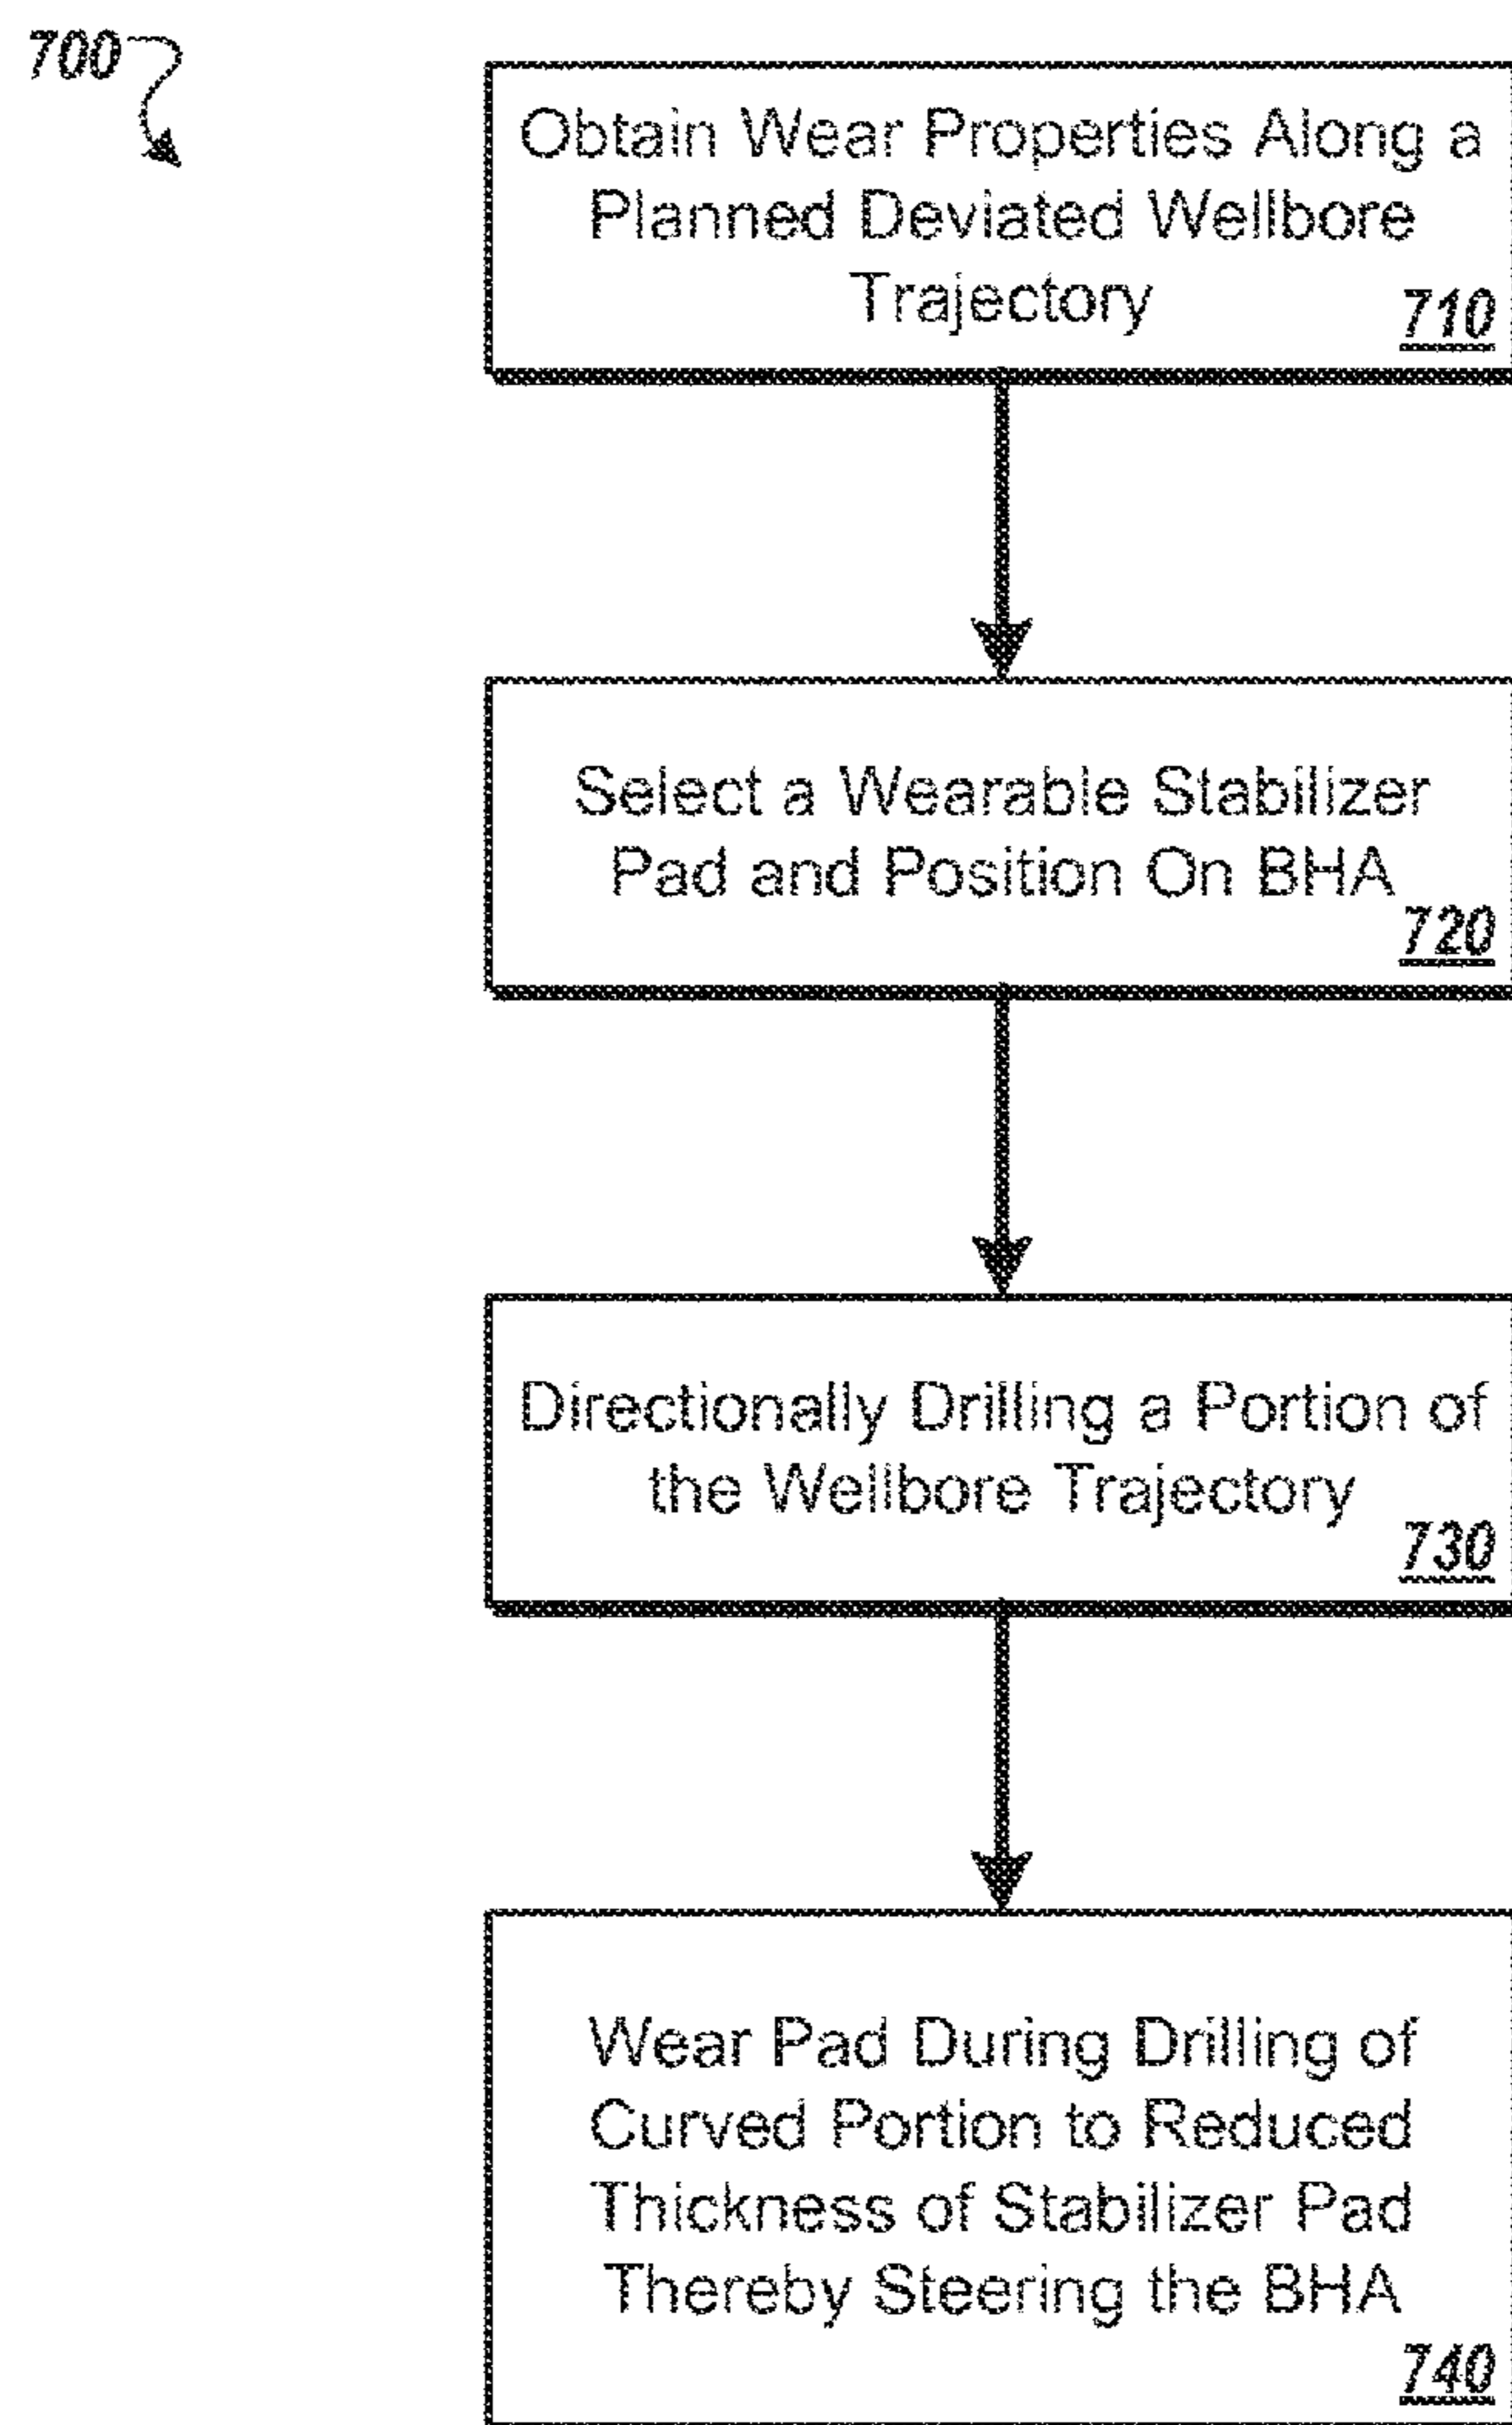 700
Obtain Wear Properties Along a
Planned Deviated Wellbore
Trajectory
710
Select a Wearable Stabilizer
Pad and Position On BHA
720
Directionally Drilling a Portion of
the Wellbore Trajectory
730
Wear Pad During Drilling of
Curved Portion to Reduced
Thickness of Stabilizer Pad
Thereby Steering the BHA
740